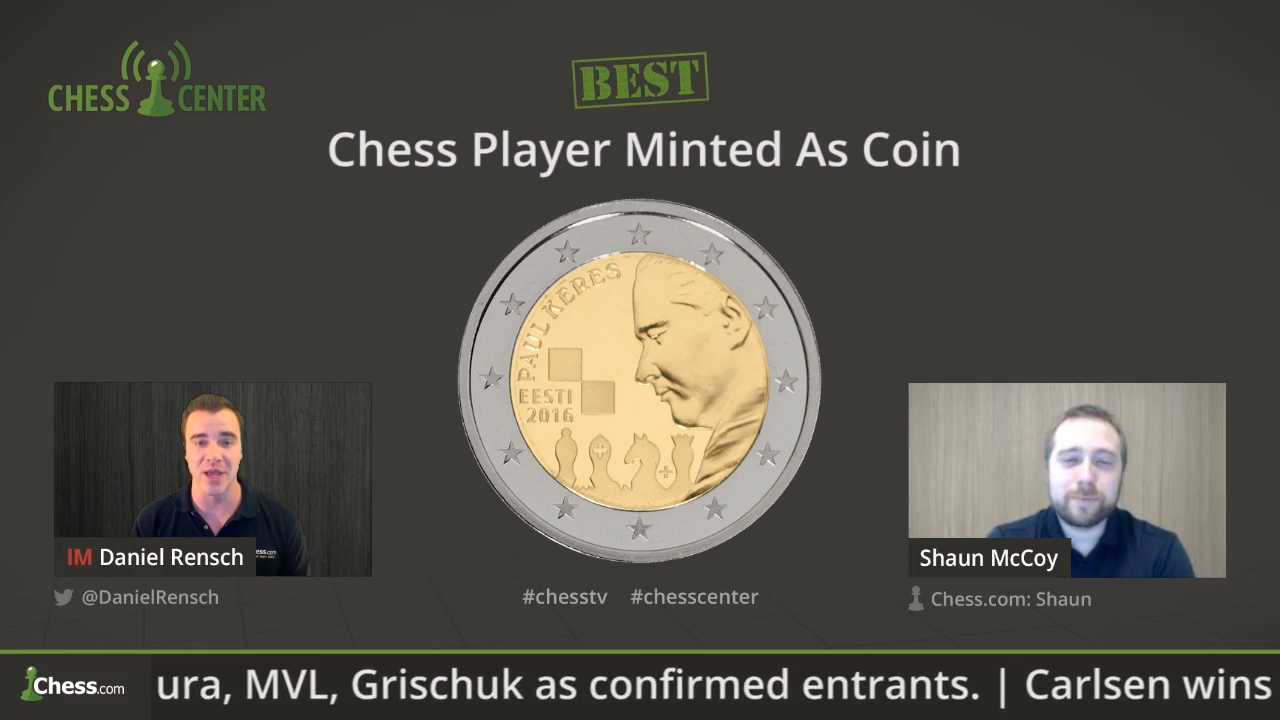 CHESS CENTER
BEST
Chess Player Minted As Coin
PAUL KERES
EESTI
2016
IM Daniel Rensch
@DanielRensch
#chesstv #chesscenter
Shaun McCoy
Chess.com: Shaun
Chess.com
ura, MVL, Grischuk as confirmed entrants. | Carlsen wins